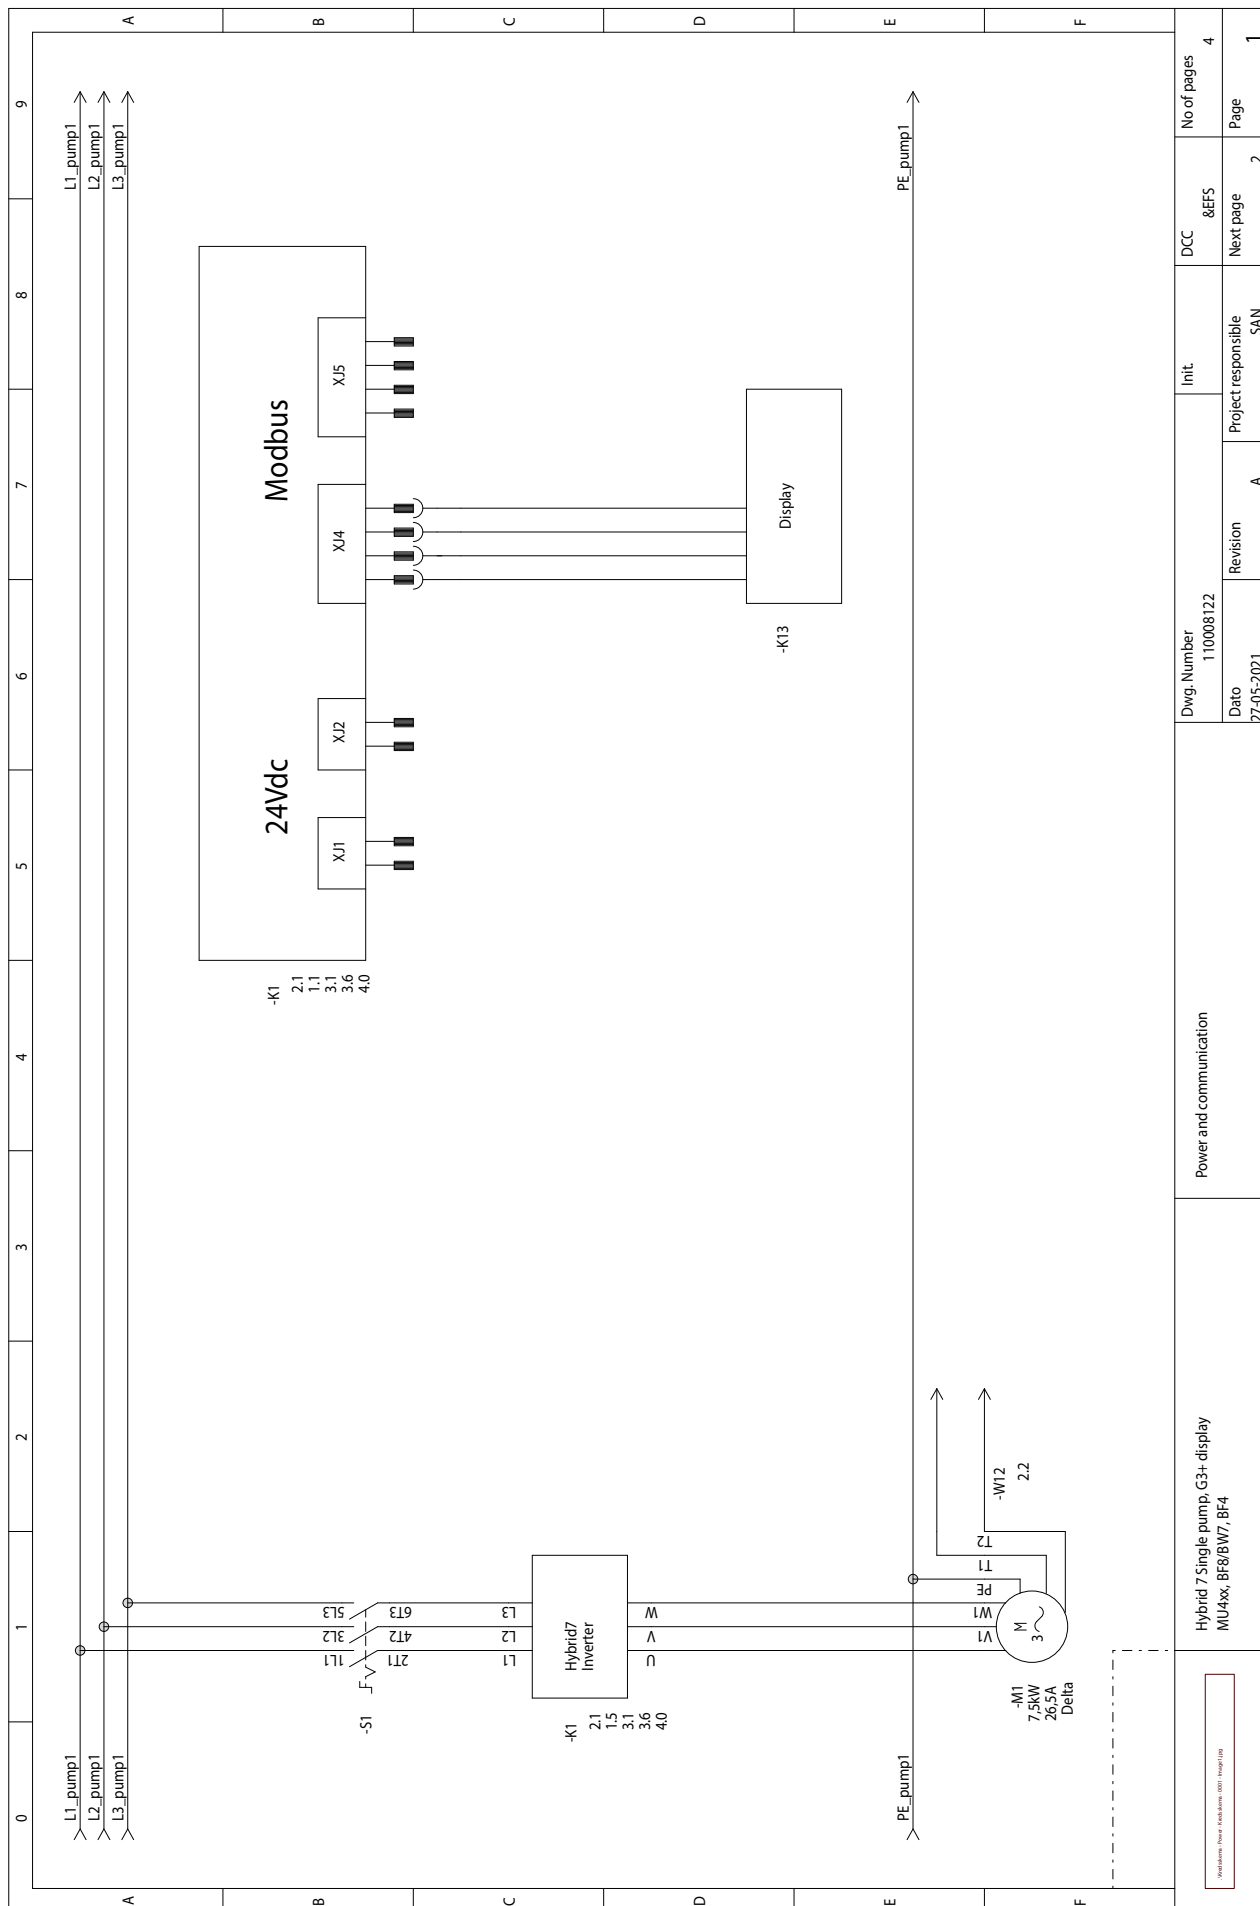 0
1
2
3
4
5
6
7
8
9
A
A
B
B
C
C
D
D
E
E
F
F
L1_pump1
L2_pump1
L3_pump1
L1_pump1
L2_pump1
L3_pump1
-K1
2.1
1.1
3.1
3.6
4.0
24Vdc
Modbus
XJ1
XJ2
XJ4
XJ5
-S1
1L1
3L2
5L3
2T1
4T2
6T3
L1
L2
L3
-K1
2.1
1.5
3.1
3.6
4.0
Hybrid7
Inverter
U
V
W
-K13
Display
PE_pump1
PE_pump1
V1
W1
PE
T1
T2
-M1
7,5kW
26,5A
Delta
M
3
-W12
2.2
Hybrid 7 Single pump, G3+ display
MU4xx, BF8/BW7, BF4
Power and communication
Dwg. Number
110008122
Init.
DCC
&EFS
No of pages
4
Dato
27-05-2021
Revision
A
Project responsible
SAN
Next page
2
Page
1